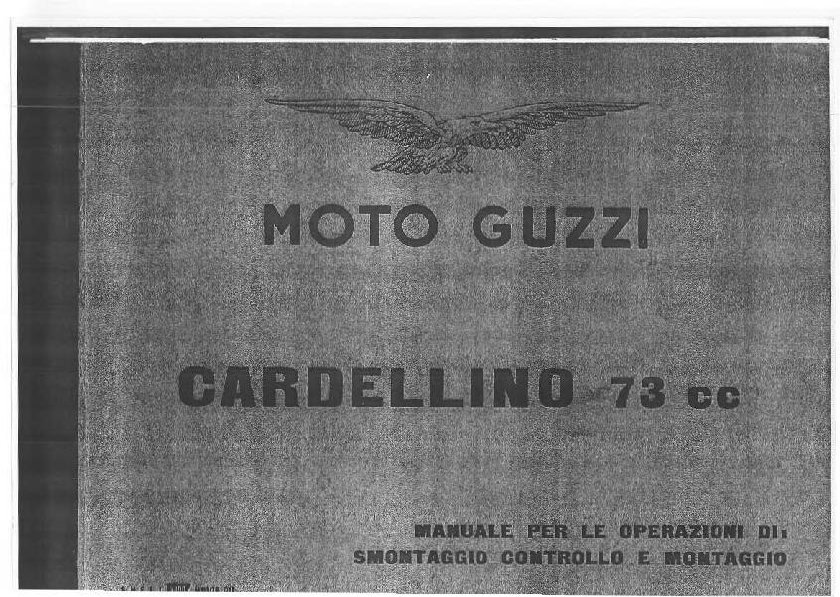 MOTO GUZZI
CARDELLINO 73 cc
MANUALE PER LE OPERAZIONI DI:
SMONTAGGIO CONTROLLO E MONTAGGIO